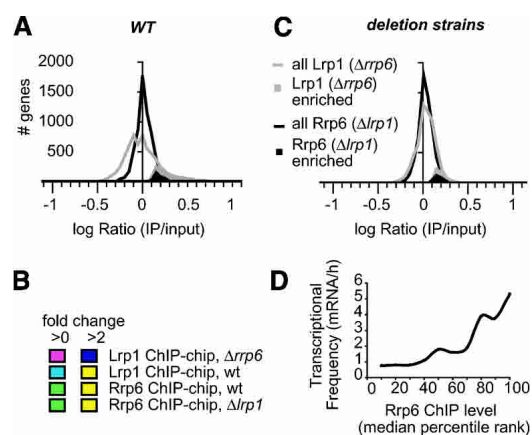 A
WT
# genes
2000
1500
1000
500
-1 -0.5 0 0.5 1
log Ratio (IP/input)
C
deletion strains
all Lrp1 (Δrrp6)
Lrp1 (Δrrp6)
enriched
all Rrp6 (Δlrp1)
Rrp6 (Δlrp1)
enriched
-1 -0.5 0 0.5 1
log Ratio (IP/input)
B
fold change
>0 >2
Lrp1 ChIP-chip, Δrrp6
Lrp1 ChIP-chip, wt
Rrp6 ChIP-chip, wt
Rrp6 ChIP-chip, Δlrp1
D
Transcriptional
Frequency (mRNA/h)
6
5
4
3
2
1
0
0 20 40 60 80 100
Rrp6 ChIP level
(median percentile rank)